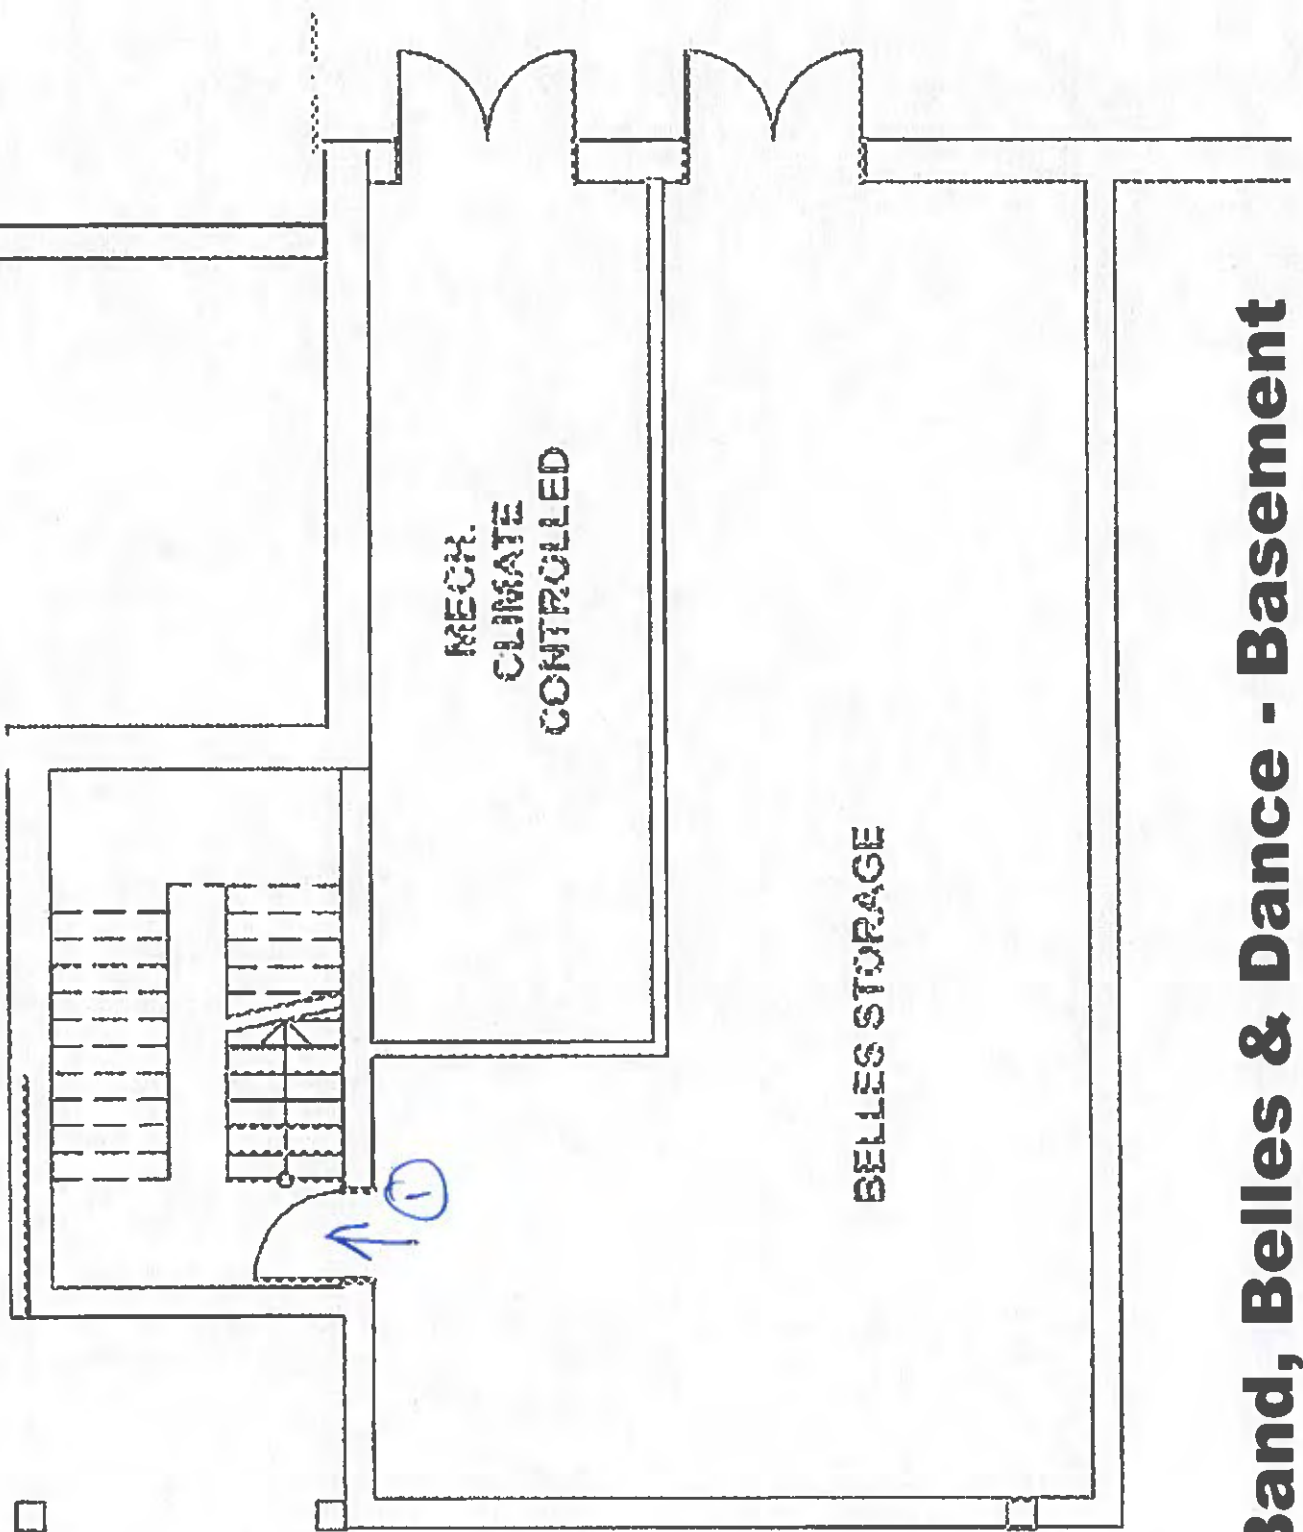 MECH.
CLIMATE
CONTROLLED
BELLES STORAGE
1
Band, Belles & Dance - Basement